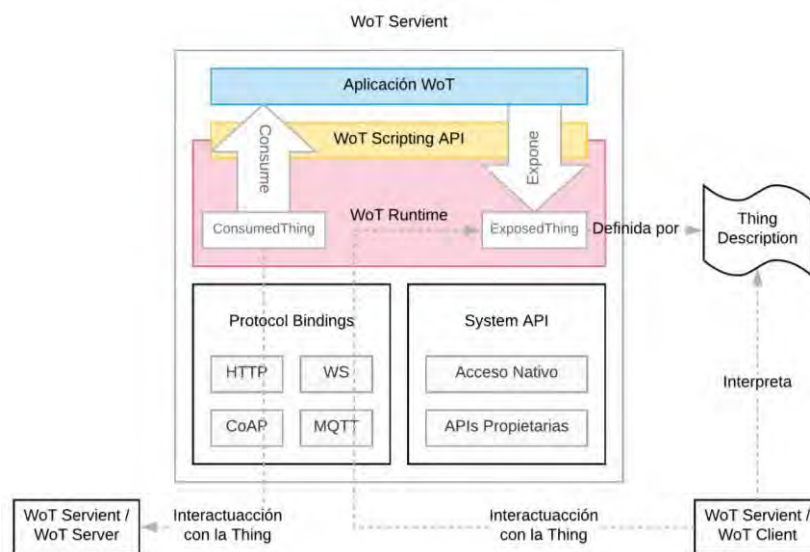 WoT Servient
Aplicación WoT
WoT Scripting API
Consume
Expone
WoT Runtime
ConsumedThing
ExposedThing
Definida por
Thing
Description
Protocol Bindings
System API
HTTP
WS
Acceso Nativo
CoAP
MQTT
APIs Propietarias
Interpreta
WoT Servient /
WoT Server
Interactuacción
con la Thing
Interactuacción
con la Thing
WoT Servient /
WoT Client